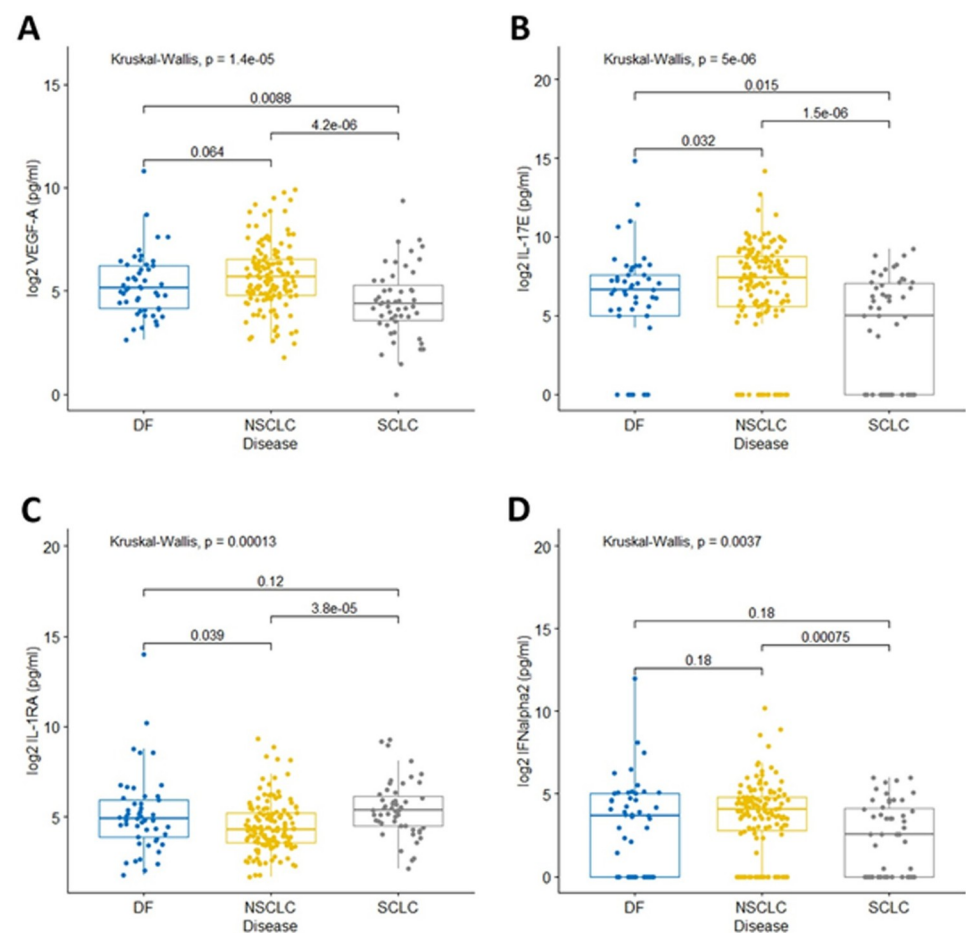 A
Kruskal-Wallis, p = 1.4e-05
15
0.0088
4.2e-06
0.064
10
log2 VEGF-A (pg/ml)
5
0
DF NSCLC SCLC
Disease
B
Kruskal-Wallis, p = 5e-06
20
0.015
1.5e-06
0.032
15
log2 IL-17E (pg/ml)
10
5
0
DF NSCLC SCLC
Disease
C
Kruskal-Wallis, p = 0.00013
20
0.12
3.8e-05
0.039
15
log2 IL-1RA (pg/ml)
10
5
DF NSCLC SCLC
Disease
D
Kruskal-Wallis, p = 0.0037
20
0.18
0.00075
0.18
15
log2 IFNalpha2 (pg/ml)
10
5
0
DF NSCLC SCLC
Disease